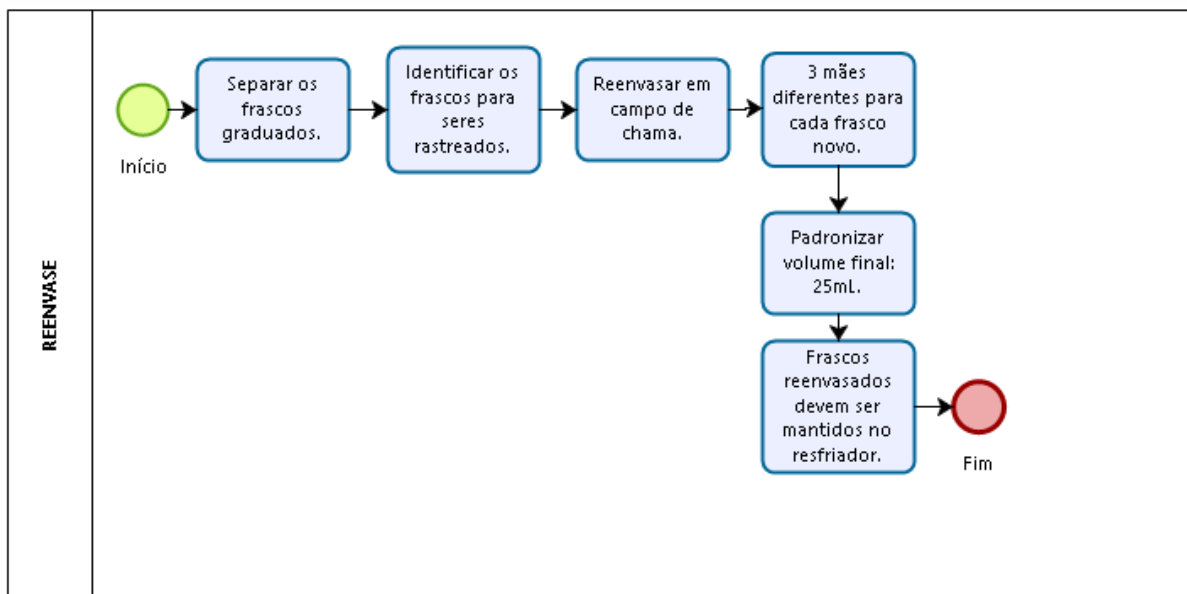 REENVASE
Início
Separar os
frascos
graduados.
Identificar os
frascos para
seres
rastreados.
Reenvasar em
campo de
chama.
3 mães
diferentes para
cada frasco
novo.
Padronizar
volume final:
25mL.
Frascos
reenvasados
devem ser
mantidos no
resfriador.
Fim